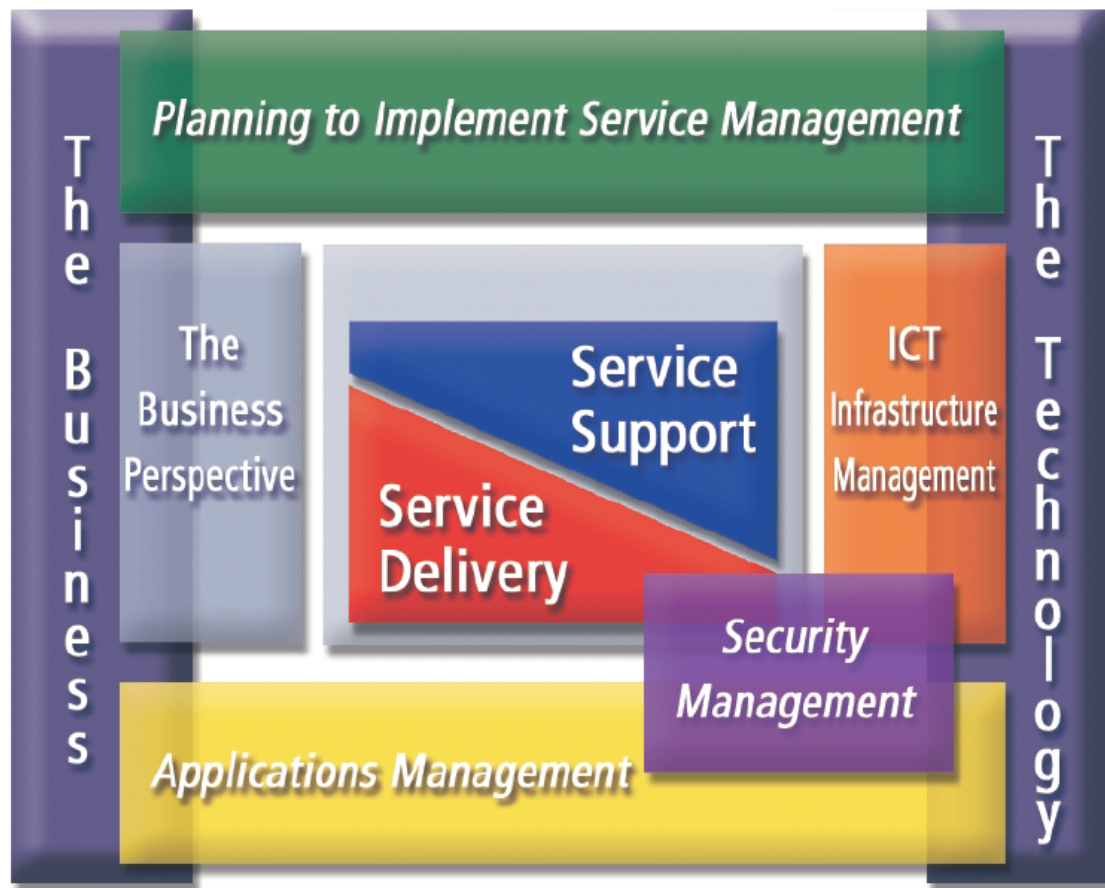 The Business
Planning to Implement Service Management
The Technology
The
Business
Perspective
Service
Support
Service
Delivery
ICT
Infrastructure
Management
Security
Management
Applications Management